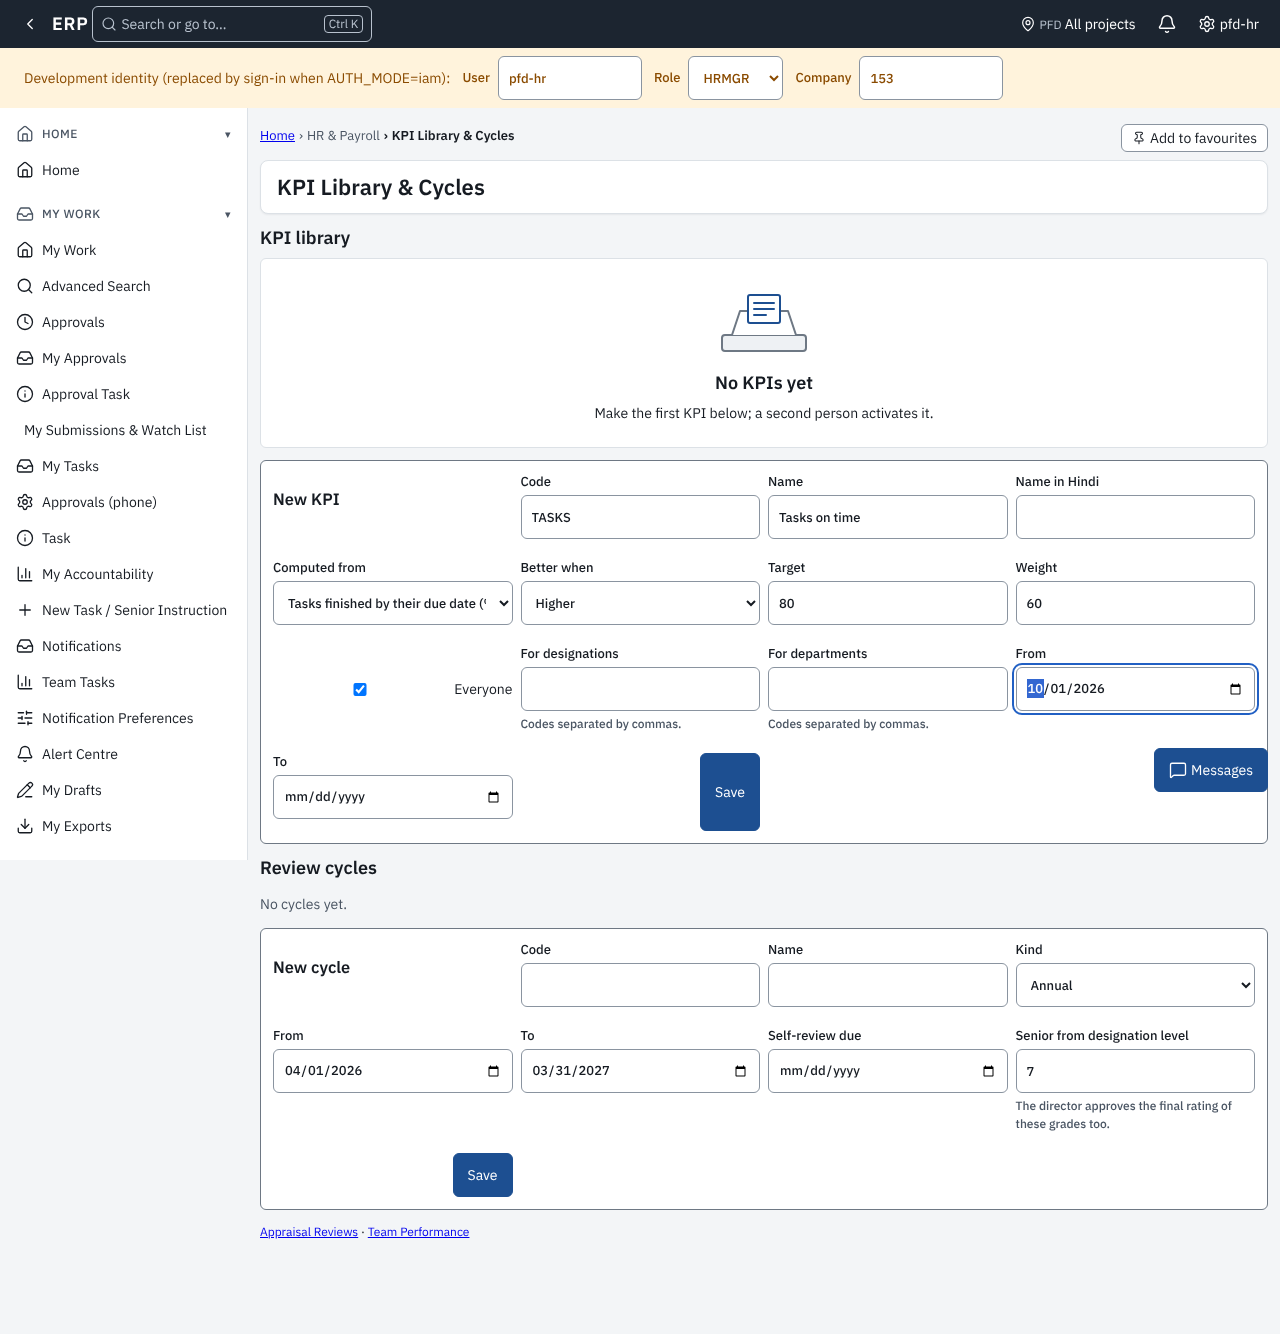 ERP Search or go to... Ctrl K PFD All projects pfd-hr
Development identity (replaced by sign-in when AUTH_MODE=iam): User pfd-hr Role HRMGR Company 153
HOME
Home
MY WORK
My Work
Advanced Search
Approvals
My Approvals
Approval Task
My Submissions & Watch List
My Tasks
Approvals (phone)
Task
My Accountability
New Task / Senior Instruction
Notifications
Team Tasks
Notification Preferences
Alert Centre
My Drafts
My Exports
Home › HR & Payroll › KPI Library & Cycles Add to favourites
KPI Library & Cycles
KPI library
No KPIs yet
Make the first KPI below; a second person activates it.
New KPI
Code Name Name in Hindi
TASKS Tasks on time
Computed from Better when Target Weight
Tasks finished by their due date (% Higher 80 60
Everyone For designations For departments From
10/01/2026
Codes separated by commas. Codes separated by commas.
To
mm/dd/yyyy Save Messages
Review cycles
No cycles yet.
New cycle
Code Name Kind
Annual
From To Self-review due Senior from designation level
04/01/2026 03/31/2027 mm/dd/yyyy 7
The director approves the final rating of
these grades too.
Save
Appraisal Reviews · Team Performance